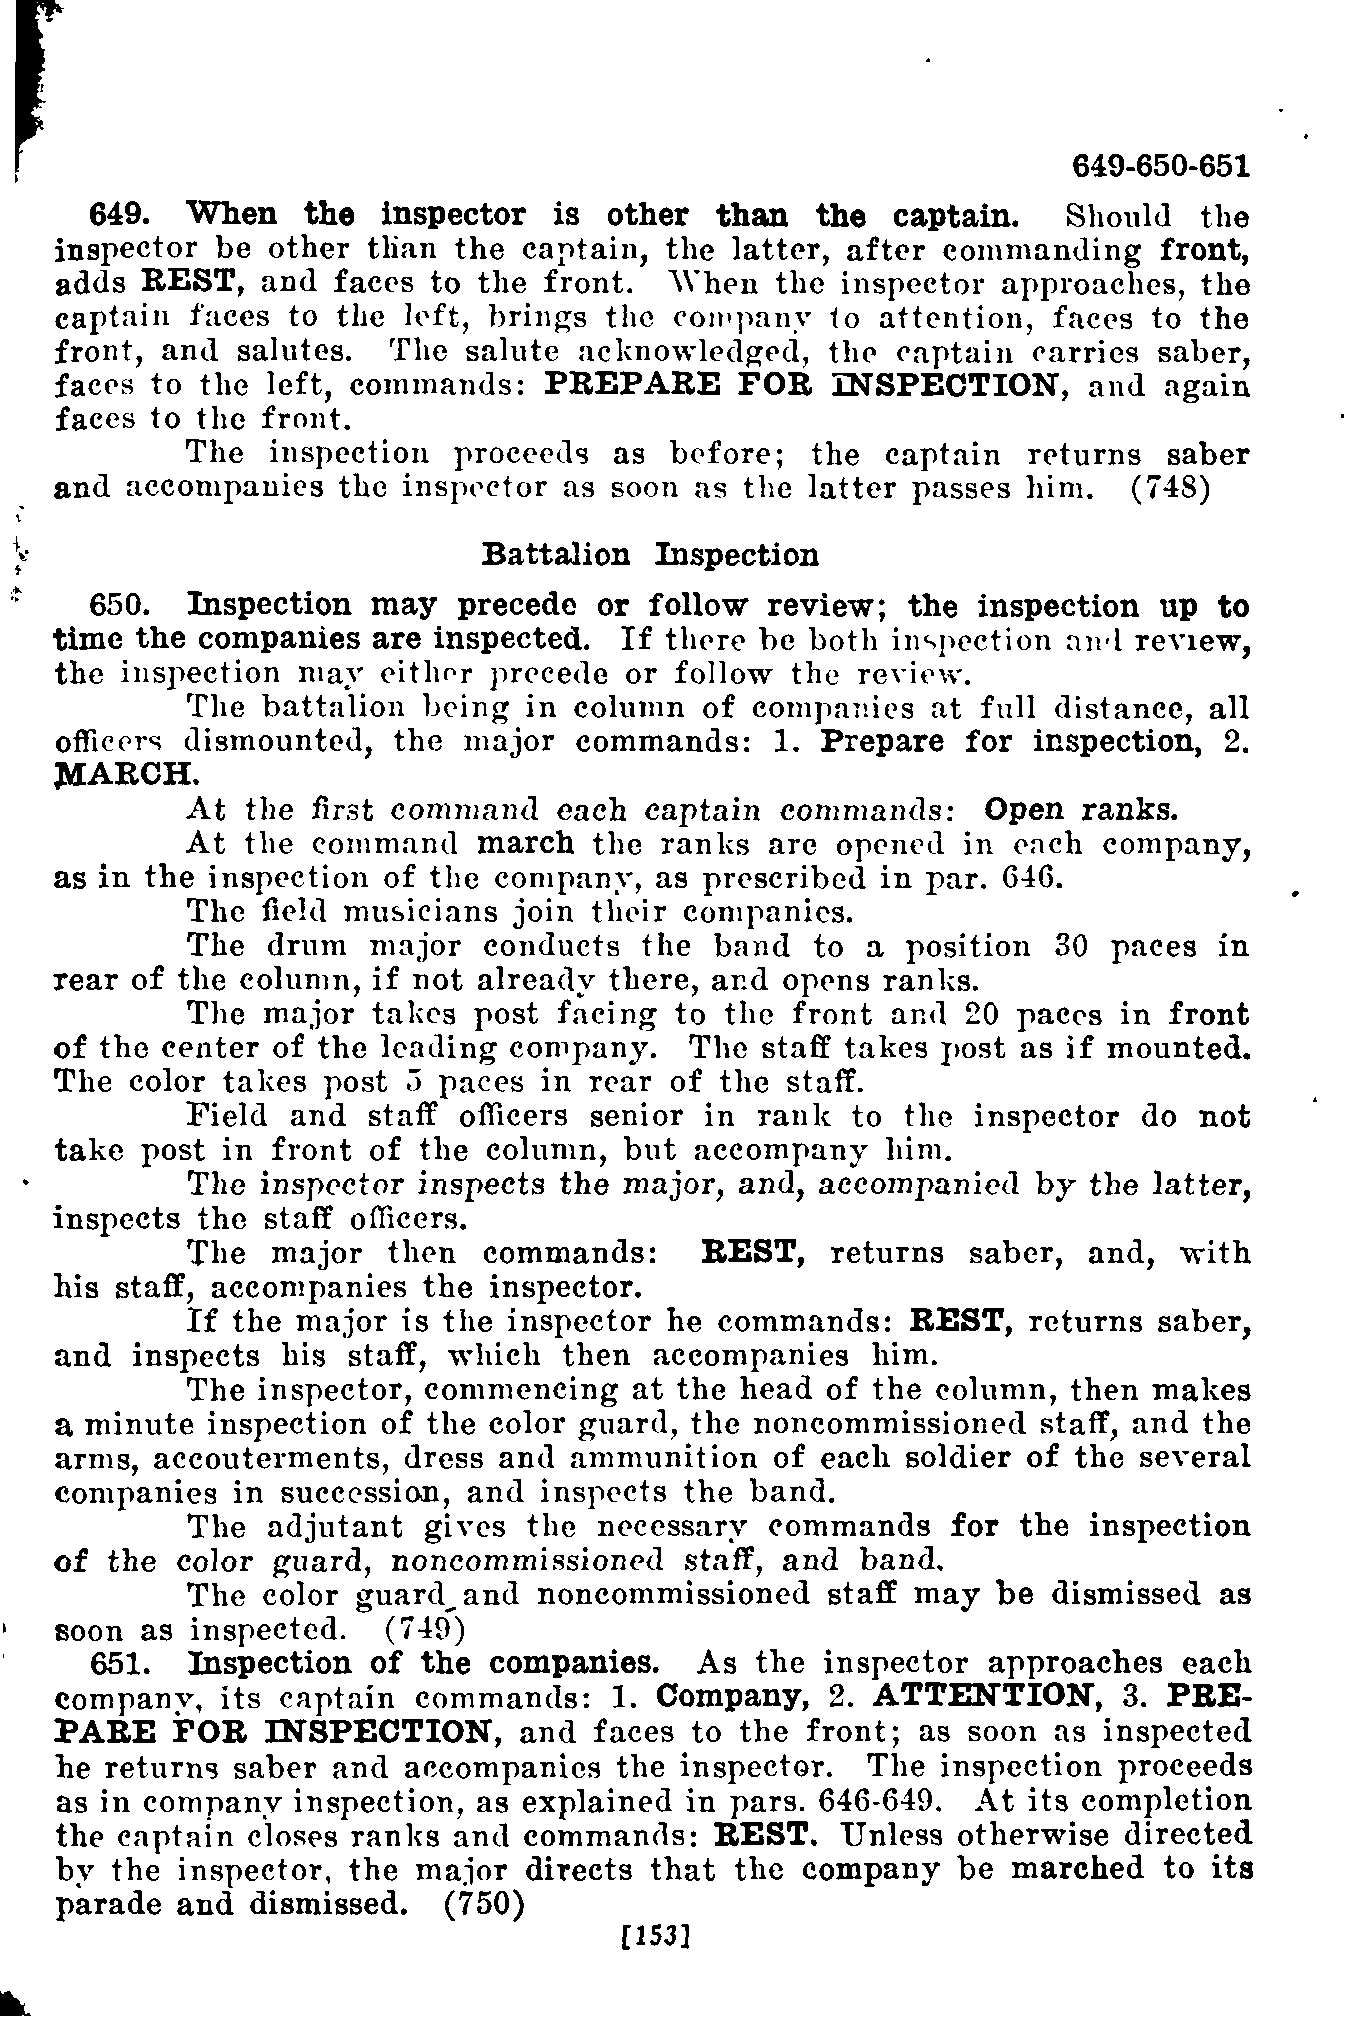 649-650-651
649. When the inspector is other than the captain. Should the
inspector be other than the captain, the latter, after commanding front,
adds REST, and faces to the front. When the inspector approaches, the
captain faces to the left, brings the company to attention, faces to the
front, and salutes. The salute acknowledged, the captain carries saber,
faces to the left, commands: PREPARE FOR INSPECTION, and again
faces to the front.
The inspection proceeds as before; the captain returns saber
and accompanies the inspector as soon as the latter passes him. (748)
Battalion Inspection
650. Inspection may precede or follow review; the inspection up to
time the companies are inspected. If there be both inspection and review,
the inspection may either precede or follow the review.
The battalion being in column of companies at full distance, all
officers dismounted, the major commands: 1. Prepare for inspection, 2.
MARCH.
At the first command each captain commands: Open ranks.
At the command march the ranks are opened in each company,
as in the inspection of the company, as prescribed in par. 646.
The field musicians join their companies.
The drum major conducts the band to a position 30 paces in
rear of the column, if not already there, and opens ranks.
The major takes post facing to the front and 20 paces in front
of the center of the leading company. The staff takes post as if mounted.
The color takes post 5 paces in rear of the staff.
Field and staff officers senior in rank to the inspector do not
take post in front of the column, but accompany him.
The inspector inspects the major, and, accompanied by the latter,
inspects the staff officers.
The major then commands: REST, returns saber, and, with
his staff, accompanies the inspector.
If the major is the inspector he commands: REST, returns saber,
and inspects his staff, which then accompanies him.
The inspector, commencing at the head of the column, then makes
a minute inspection of the color guard, the noncommissioned staff, and the
arms, accouterments, dress and ammunition of each soldier of the several
companies in succession, and inspects the band.
The adjutant gives the necessary commands for the inspection
of the color guard, noncommissioned staff, and band.
The color guard and noncommissioned staff may be dismissed as
soon as inspected. (749)
651. Inspection of the companies. As the inspector approaches each
company, its captain commands: 1. Company, 2. ATTENTION, 3. PRE-
PARE FOR INSPECTION, and faces to the front; as soon as inspected
he returns saber and accompanies the inspector. The inspection proceeds
as in company inspection, as explained in pars. 646-649. At its completion
the captain closes ranks and commands: REST. Unless otherwise directed
by the inspector, the major directs that the company be marched to its
parade and dismissed. (750)
[153]